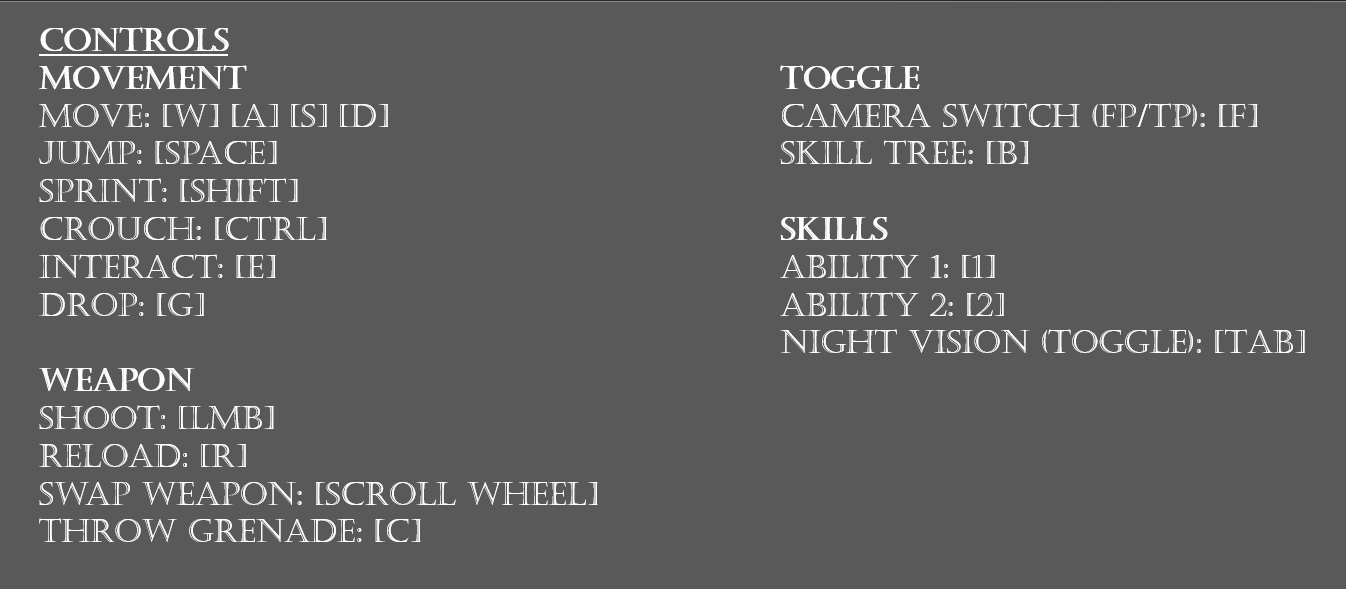 CONTROLS
MOVEMENT
MOVE: [W] [A] [S] [D]
JUMP: [SPACE]
SPRINT: [SHIFT]
CROUCH: [CTRL]
INTERACT: [E]
DROP: [G]
WEAPON
SHOOT: [LMB]
RELOAD: [R]
SWAP WEAPON: [SCROLL WHEEL]
THROW GRENADE: [C]
TOGGLE
CAMERA SWITCH (FP/TP): [F]
SKILL TREE: [B]
SKILLS
ABILITY 1: [1]
ABILITY 2: [2]
NIGHT VISION (TOGGLE): [TAB]